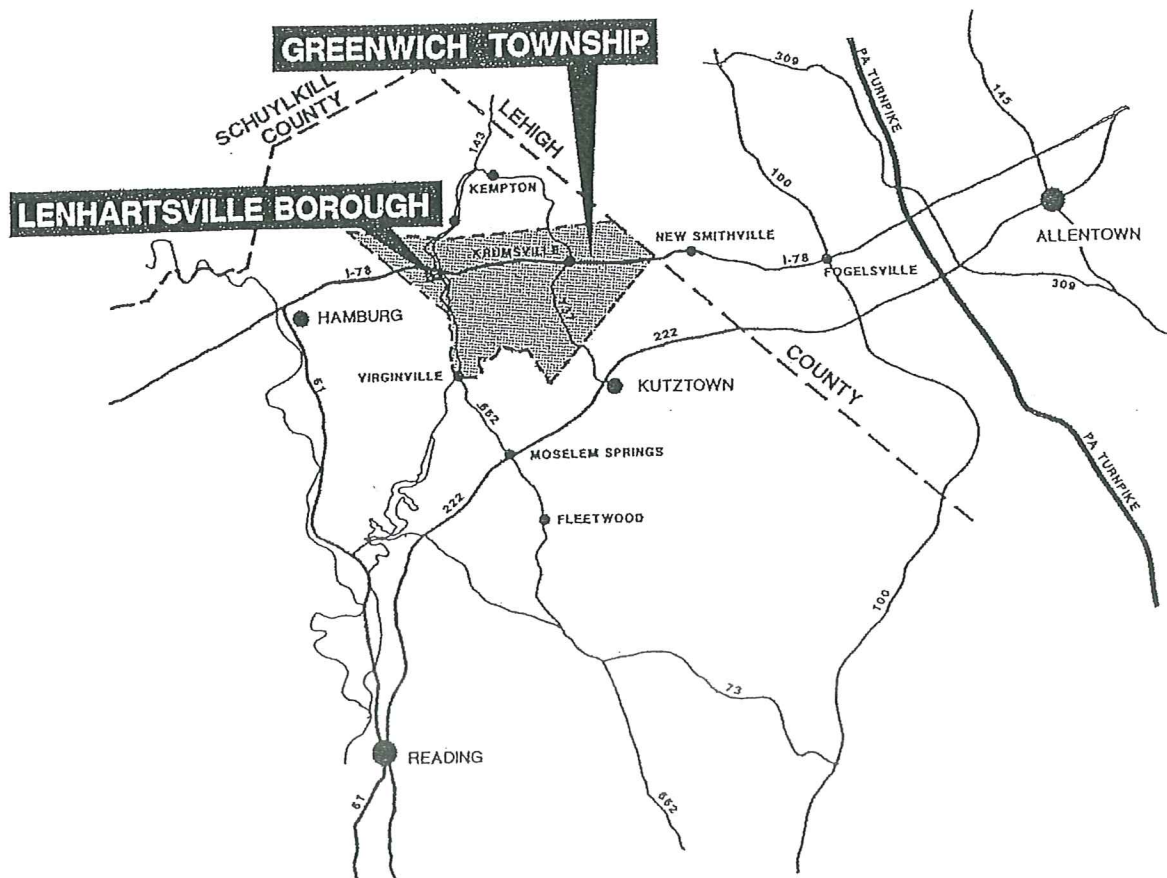 GREENWICH TOWNSHIP
SCHUYLKILL
COUNTY
LEHIGH
309
PA TURNPIKE
145
143
KEMPTON
100
LENHARTSVILLE BOROUGH
ALLENTOWN
NEW SMITHVILLE
KRUMSVILLE
I-78
I-78
FOGELSVILLE
309
HAMBURG
737
222
VIRGINVILLE
KUTZTOWN
COUNTY
61
662
MOSELEM SPRINGS
PA TURNPIKE
222
FLEETWOOD
100
73
READING
662
61